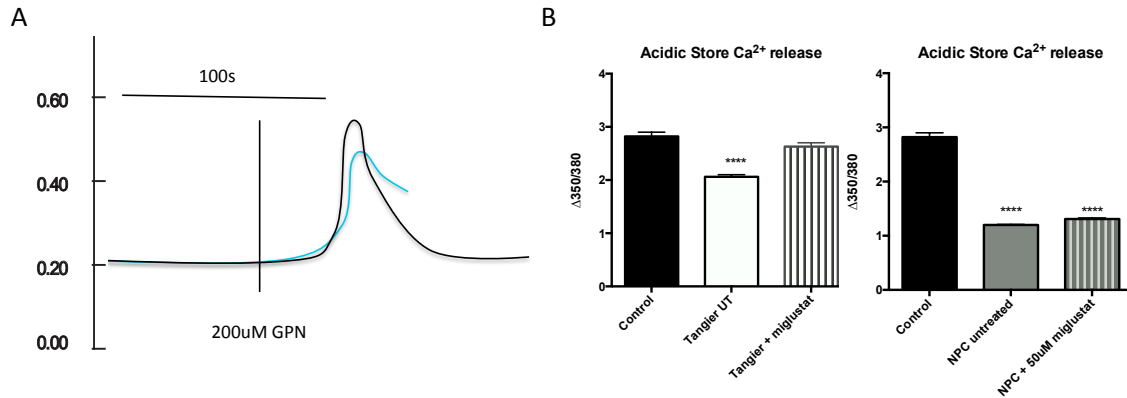 A
100s
0.60
0.40
0.20
0.00
200uM GPN
B
Acidic Store Ca²⁺ release
4
3
2
1
0
Δ350/380
****
Control
Tangier UT
Tangier + miglustat
Acidic Store Ca²⁺ release
4
3
2
1
0
Δ350/380
****
****
Control
NPC untreated
NPC + 50uM miglustat